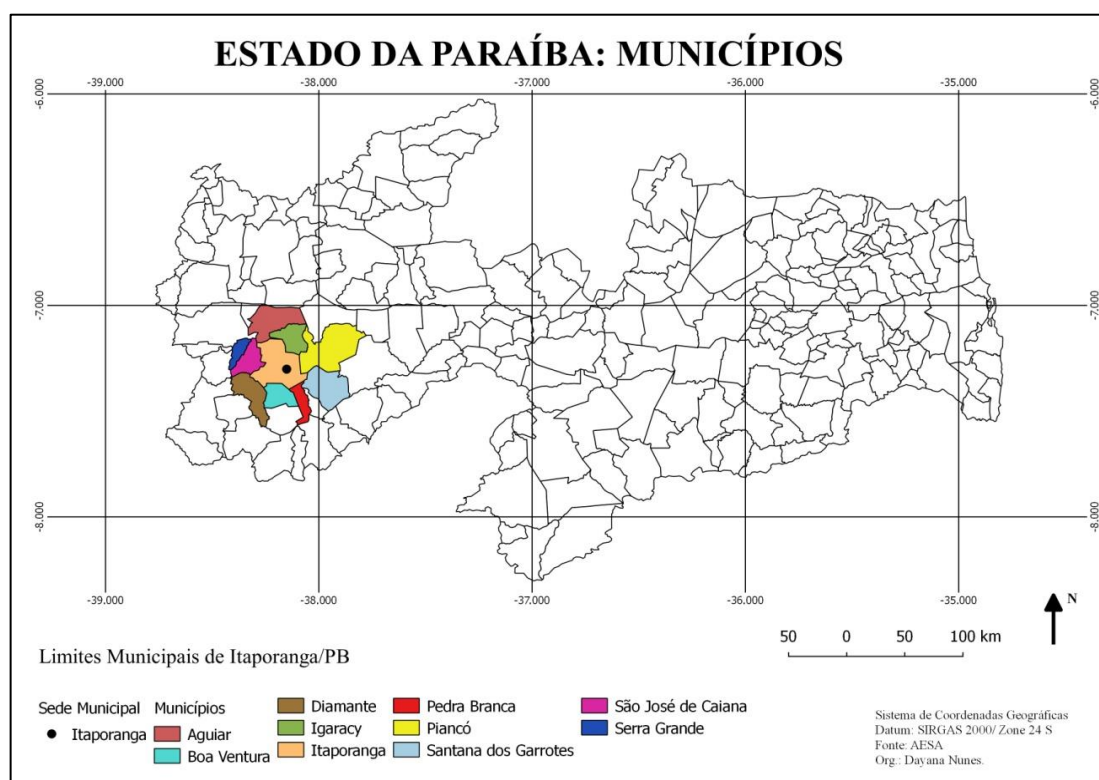 ESTADO DA PARAÍBA: MUNICÍPIOS
-39.000 -38.000 -37.000 -36.000 -35.000
-6.000 -6.000
-7.000 -7.000
-8.000 -8.000
-39.000 -38.000 -37.000 -36.000 -35.000
N
50 0 50 100 km
Limites Municipais de Itaporanga/PB
Sede Municipal
Itaporanga
Municípios
Aguiar
Boa Ventura
Diamante
Igaracy
Itaporanga
Pedra Branca
Piancó
Santana dos Garrotes
São José de Caiana
Serra Grande
Sistema de Coordenadas Geográficas
Datum: SIRGAS 2000/ Zone 24 S
Fonte: AESA
Org.: Dayana Nunes.